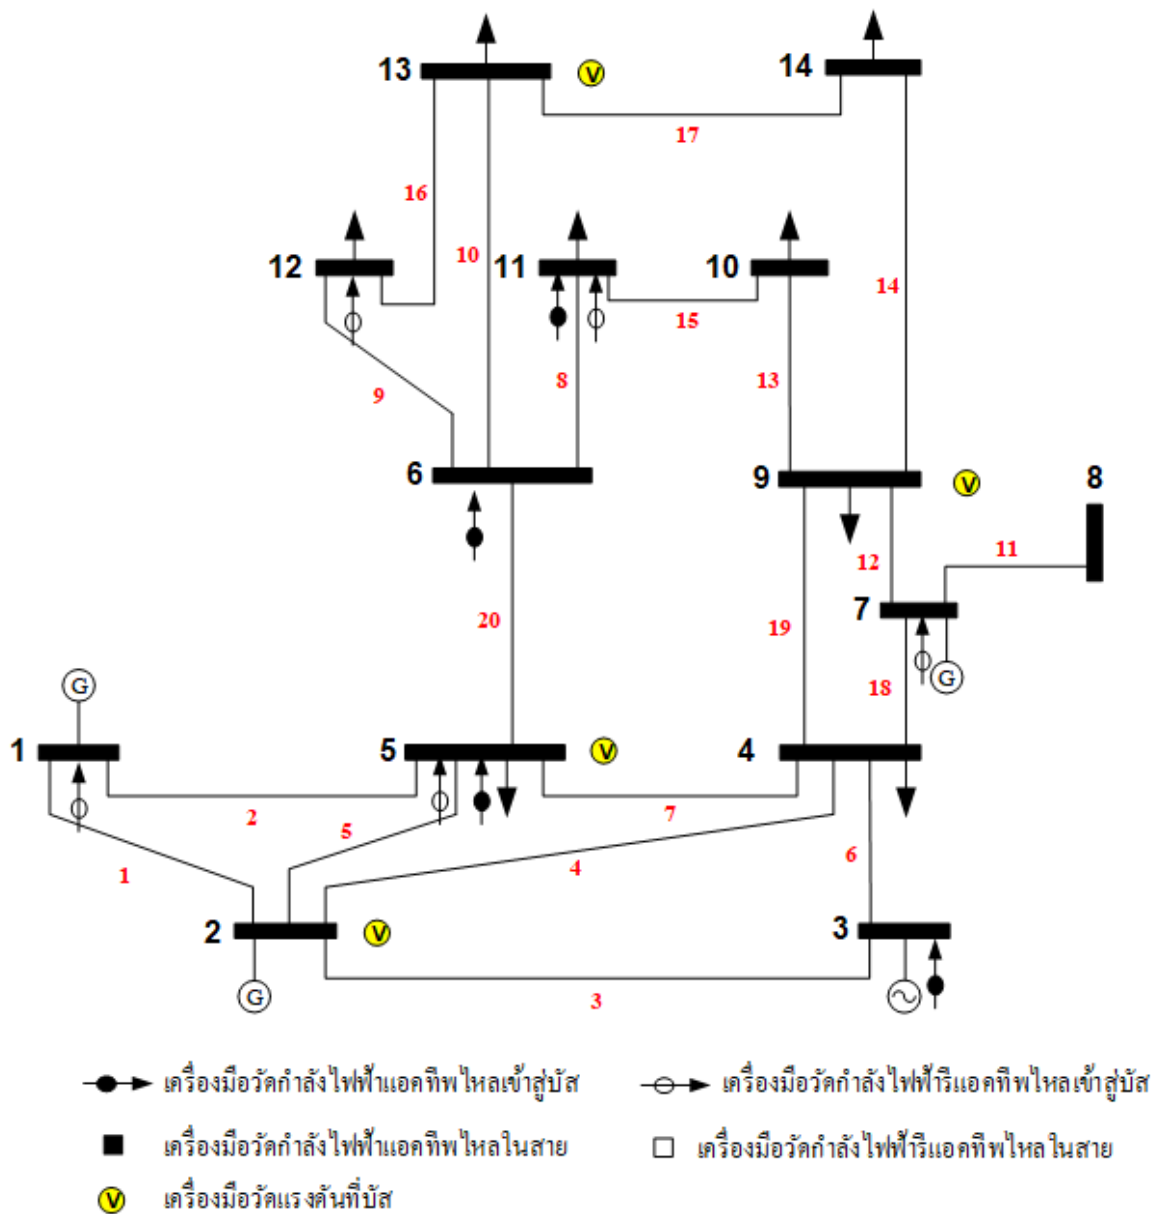 13 V 14
17
16
10
12 11 10
14
15
13
9 8
6 9 V 8
12 11
7
20 19
G 18 G
1 5 V 4
2 7
5
1 4 6
2 V 3
G
3
เครื่องมือวัดกำลังไฟฟ้าแอคทีพไหลเข้าสู่บัส เครื่องมือวัดกำลังไฟฟ้ารีแอคทีพไหลเข้าสู่บัส
เครื่องมือวัดกำลังไฟฟ้าแอคทีพไหลในสาย เครื่องมือวัดกำลังไฟฟ้ารีแอคทีพไหลในสาย
V เครื่องมือวัดแรงดันที่บัส